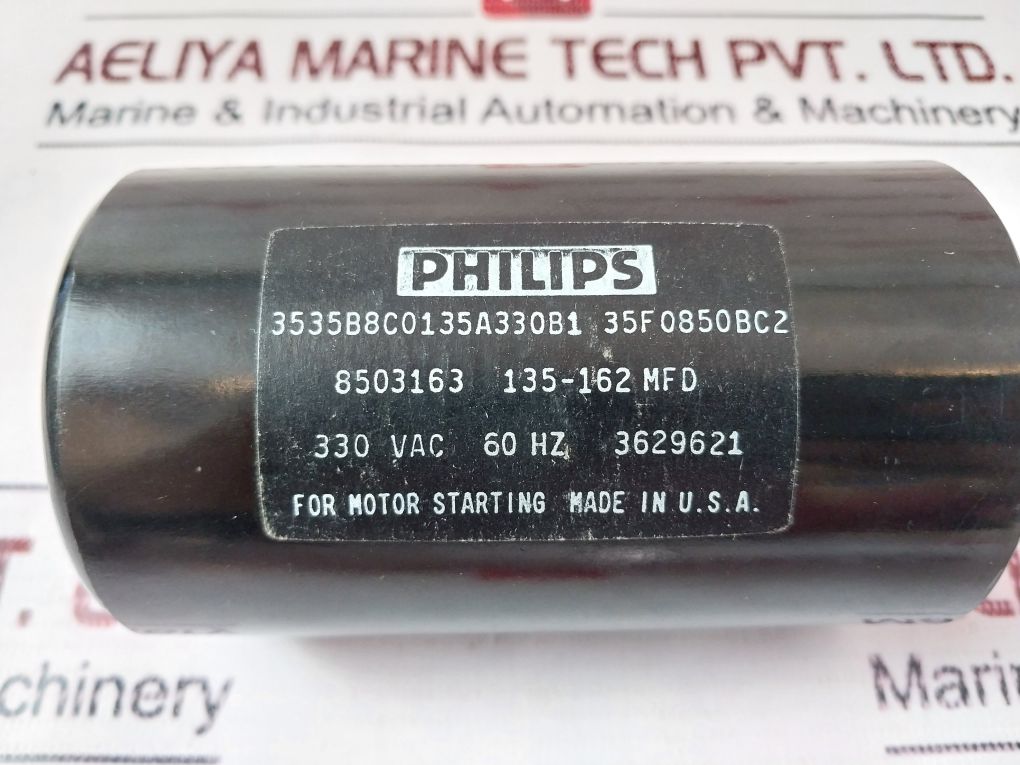 AELIYA MARINE TECH PVT. LTD.
Marine & Industrial Automation & Machinery
PHILIPS
3535B8C0135A330B1 35F0850BC2
8503163 135-162 MFD
330 VAC 60 HZ 3629621
FOR MOTOR STARTING MADE IN U.S.A.
chinery
Marin